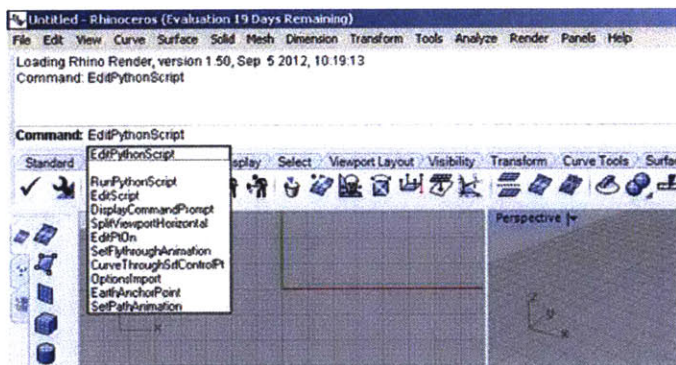 Untitled - Rhinoceros (Evaluation 19 Days Remaining)
File Edit View Curve Surface Solid Mesh Dimension Transform Tools Analyze Render Panels Help
Loading Rhino Render, version 1.50, Sep 5 2012, 10:19:13
Command: EditPythonScript
Command: EditPythonScript
Standard splay Select Viewport Layout Visibility Transform Curve Tools Surfac
EditPythonScript
RunPythonScript
EditScript
DisplayCommandPrompt
SplitViewportHorizontal
EditPtOn
SetFlythroughAnimation
CurveThroughSrfControlPt
OptionsImport
EarthAnchorPoint
SetPathAnimation
Perspective
z
y
x
x